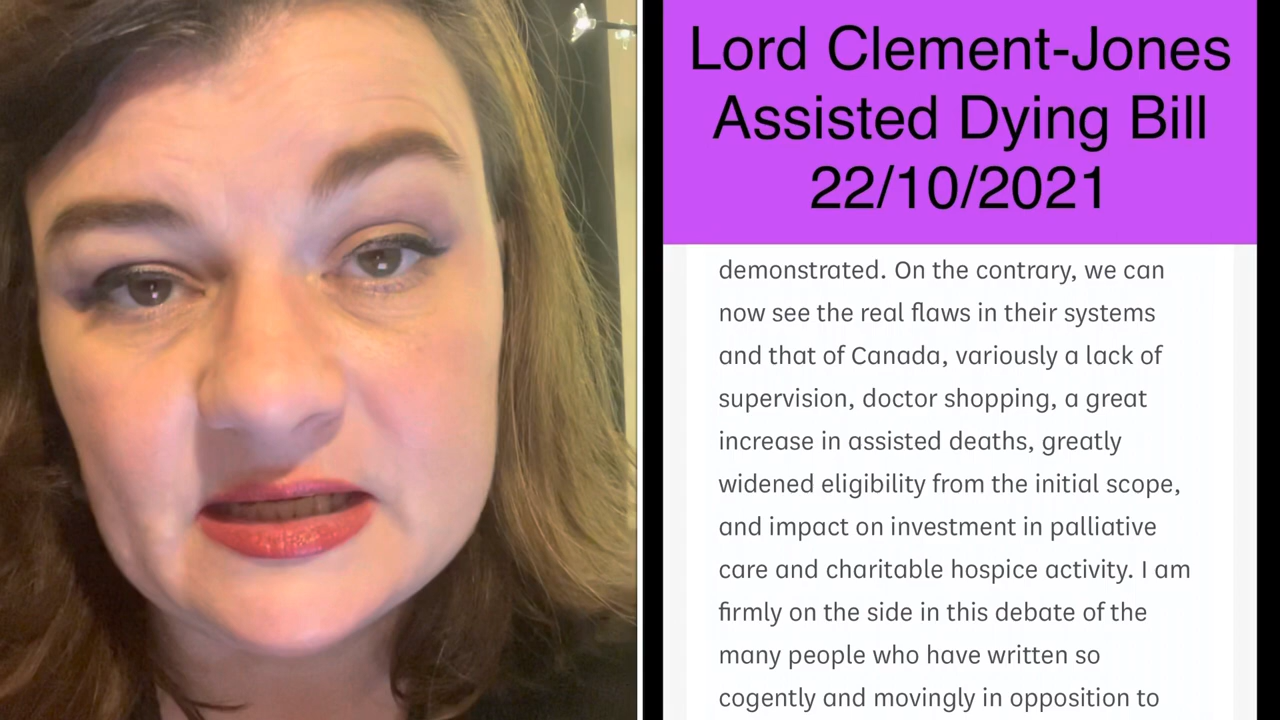 Lord Clement-Jones
Assisted Dying Bill
22/10/2021
demonstrated. On the contrary, we can
now see the real flaws in their systems
and that of Canada, variously a lack of
supervision, doctor shopping, a great
increase in assisted deaths, greatly
widened eligibility from the initial scope,
and impact on investment in palliative
care and charitable hospice activity. I am
firmly on the side in this debate of the
many people who have written so
cogently and movingly in opposition to